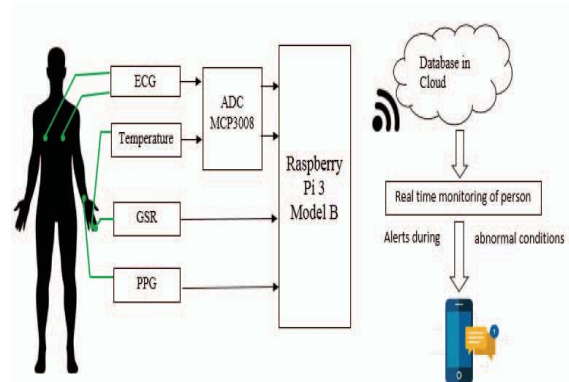 ECG
Temperature
GSR
PPG
ADC
MCP3008
Raspberry
Pi 3
Model B
Database in
Cloud
Real time monitoring of person
Alerts during abnormal conditions
1